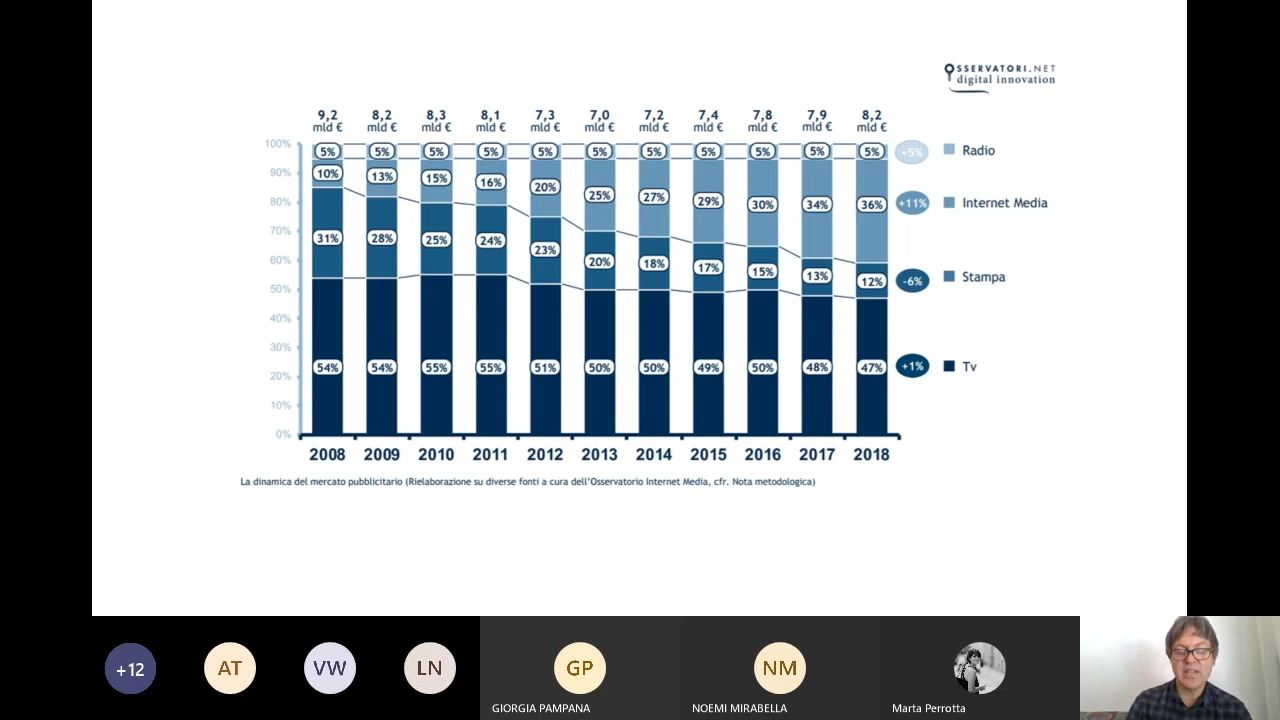 OSSERVATORI.NET
digital innovation
9,2 8,2 8,3 8,1 7,3 7,0 7,2 7,4 7,8 7,9 8,2
mld € mld € mld € mld € mld € mld € mld € mld € mld € mld € mld €
100% 5% 5% 5% 5% 5% 5% 5% 5% 5% 5% 5% +5% Radio
90% 10% 13% 15% 16% 20% 25% 27% 29% 30% 34% 36% +11% Internet Media
80%
70%
60% 31% 28% 25% 24% 23% 20% 18% 17% 15% 13% 12% -6% Stampa
50%
40%
30%
20% 54% 54% 55% 55% 51% 50% 50% 49% 50% 48% 47% +1% Tv
10%
0%
2008 2009 2010 2011 2012 2013 2014 2015 2016 2017 2018
La dinamica del mercato pubblicitario (Rielaborazione su diverse fonti a cura dell'Osservatorio Internet Media, cfr. Nota metodologica)
+12 AT VW LN GP NM
GIORGIA PAMPANA NOEMI MIRABELLA Marta Perrotta